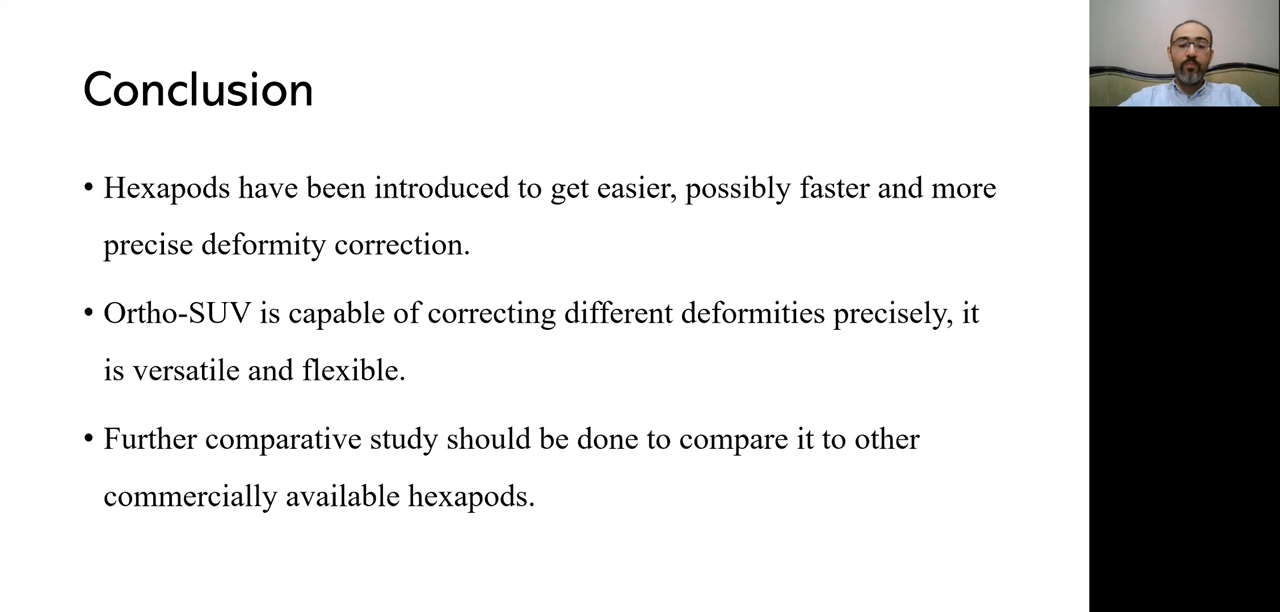 Conclusion
• Hexapods have been introduced to get easier, possibly faster and more
precise deformity correction.
• Ortho-SUV is capable of correcting different deformities precisely, it
is versatile and flexible.
• Further comparative study should be done to compare it to other
commercially available hexapods.